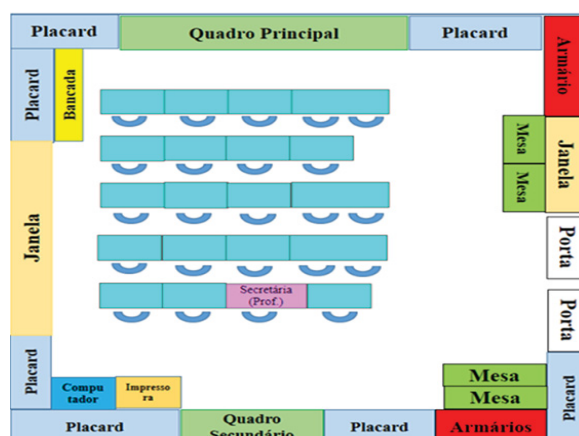 Placard
Quadro Principal
Placard
Armário
Placard
Bancada
Mesa
Mesa
Janela
Janela
Porta
Secretária
(Prof.)
Porta
Placard
Compu
tador
Impresso
ra
Mesa
Mesa
Placard
Placard
Quadro
Secundário
Placard
Armários